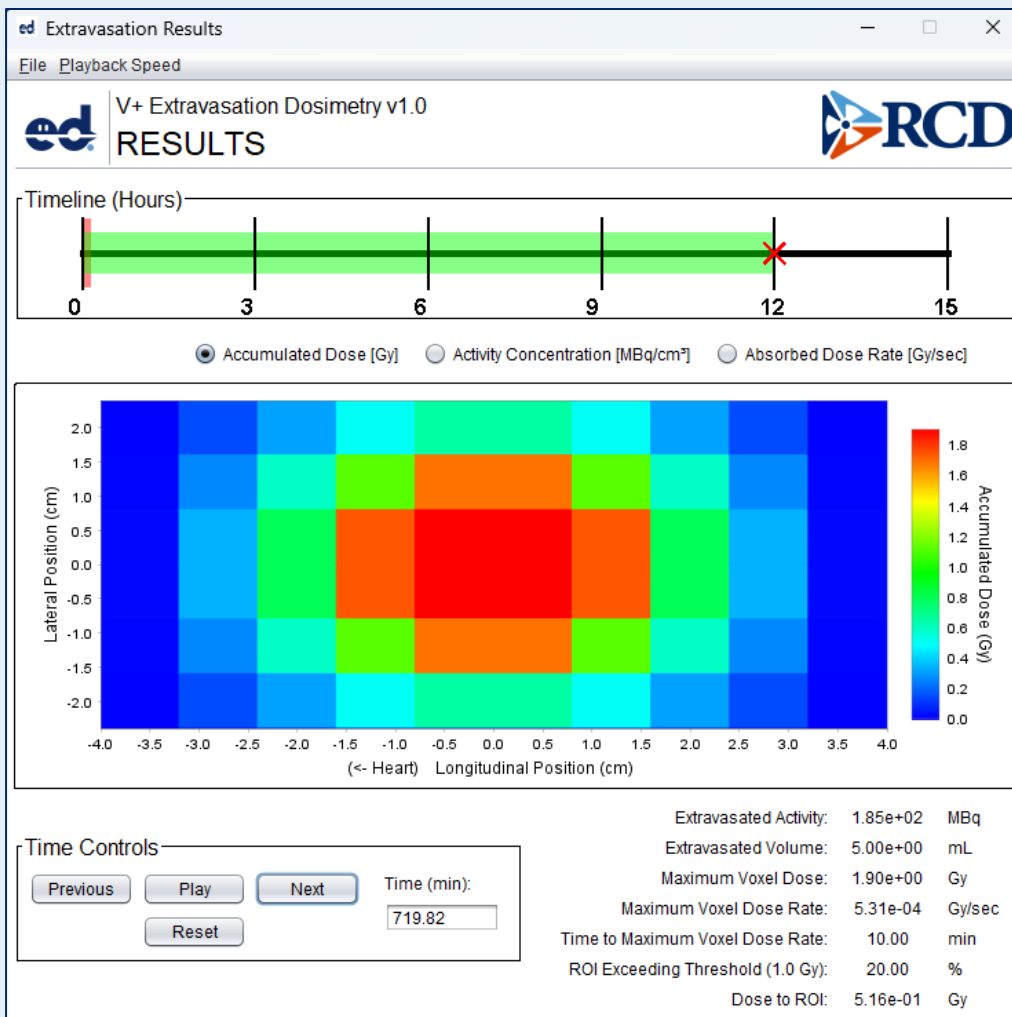 ed Extravasation Results
File Playback Speed
ed. V+ Extravasation Dosimetry v1.0
RESULTS
RCD
Timeline (Hours)
0 3 6 9 12 15
Accumulated Dose [Gy] Activity Concentration [MBq/cm³] Absorbed Dose Rate [Gy/sec]
Lateral Position (cm)
2.0
1.5
1.0
0.5
0.0
-0.5
-1.0
-1.5
-2.0
-4.0 -3.5 -3.0 -2.5 -2.0 -1.5 -1.0 -0.5 0.0 0.5 1.0 1.5 2.0 2.5 3.0 3.5 4.0
(<- Heart) Longitudinal Position (cm)
1.8
1.6
1.4
1.2
1.0
0.8
0.6
0.4
0.2
0.0
Accumulated Dose (Gy)
Time Controls
Previous Play Next
Reset
Time (min):
719.82
Extravasated Activity: 1.85e+02 MBq
Extravasated Volume: 5.00e+00 mL
Maximum Voxel Dose: 1.90e+00 Gy
Maximum Voxel Dose Rate: 5.31e-04 Gy/sec
Time to Maximum Voxel Dose Rate: 10.00 min
ROI Exceeding Threshold (1.0 Gy): 20.00 %
Dose to ROI: 5.16e-01 Gy